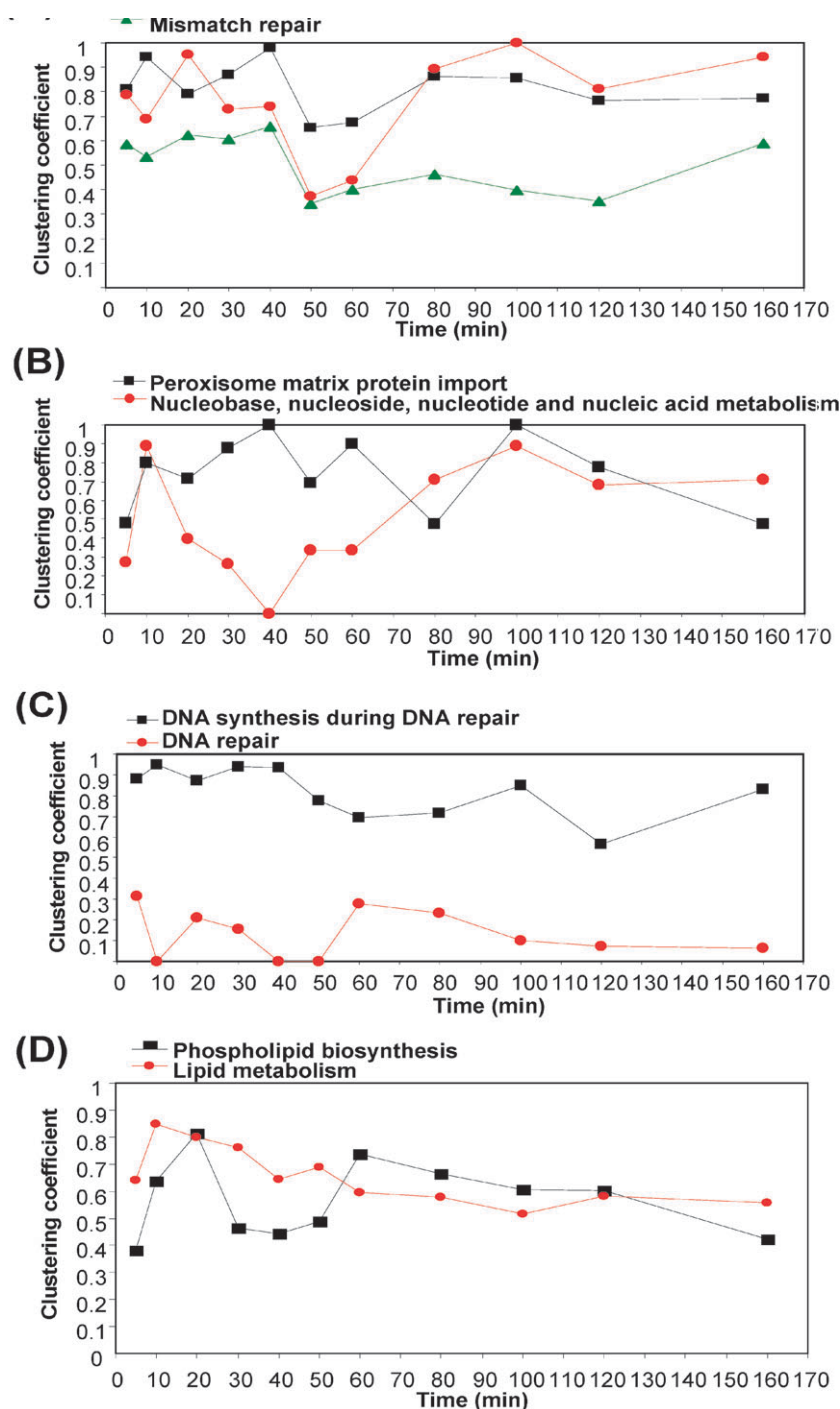 Mismatch repair
1
0.9
0.8
0.7
0.6
0.5
0.4
0.3
0.2
0.1
Clustering coefficient
0 10 20 30 40 50 60 70 80 90 100 110 120 130 140 150 160 170
Time (min)
(B)
Peroxisome matrix protein import
Nucleobase, nucleoside, nucleotide and nucleic acid metabolism
1
0.9
0.8
0.7
0.6
0.5
0.4
0.3
0.2
0.1
Clustering coefficient
0 10 20 30 40 50 60 70 80 90 100 110 120 130 140 150 160 170
Time (min)
(C)
DNA synthesis during DNA repair
DNA repair
1
0.9
0.8
0.7
0.6
0.5
0.4
0.3
0.2
0.1
Clustering coefficient
0 10 20 30 40 50 60 70 80 90 100 110 120 130 140 150 160 170
Time (min)
(D)
Phospholipid biosynthesis
Lipid metabolism
1
0.9
0.8
0.7
0.6
0.5
0.4
0.3
0.2
0.1
0
Clustering coefficient
0 10 20 30 40 50 60 70 80 90 100 110 120 130 140 150 160 170
Time (min)